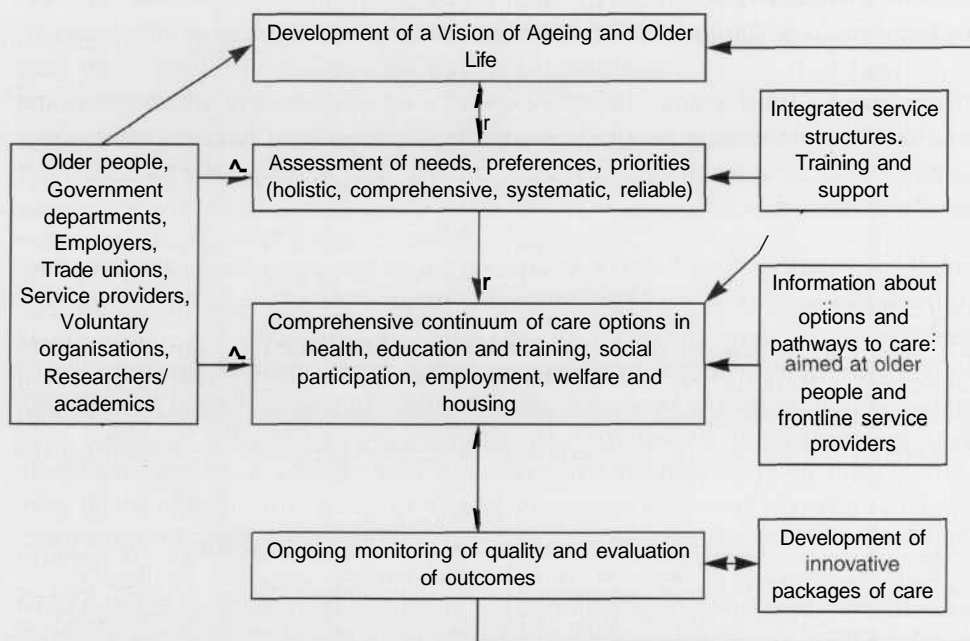 Development of a Vision of Ageing and Older
Life
Integrated service
structures.
Training and
support
Older people,
Government
departments,
Employers,
Trade unions,
Service providers,
Voluntary
organisations,
Researchers/
academics
Assessment of needs, preferences, priorities
(holistic, comprehensive, systematic, reliable)
Comprehensive continuum of care options in
health, education and training, social
participation, employment, welfare and
housing
Information about
options and
pathways to care:
aimed at older
people and
frontline service
providers
Ongoing monitoring of quality and evaluation
of outcomes
Development of
innovative
packages of care